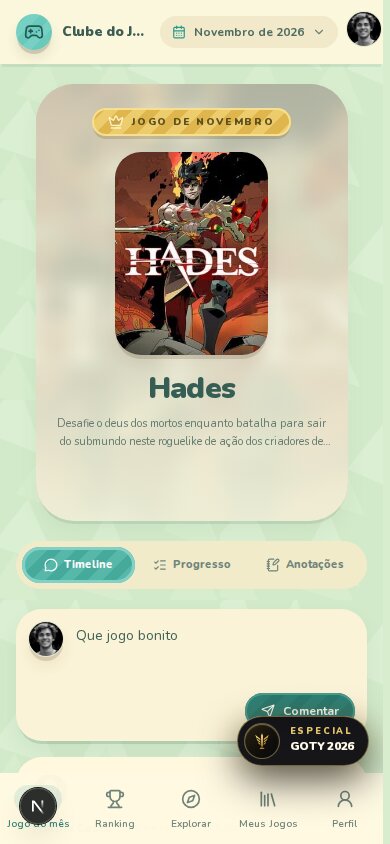 Clube do J...
Novembro de 2026
JOGO DE NOVEMBRO
HADES
Hades
Desafie o deus dos mortos enquanto batalha para sair
do submundo neste roguelike de ação dos criadores de...
Timeline
Progresso
Anotações
Que jogo bonito
Comentar
ESPECIAL
GOTY 2026
N
Jogo do mês
Ranking
Explorar
Meus Jogos
Perfil